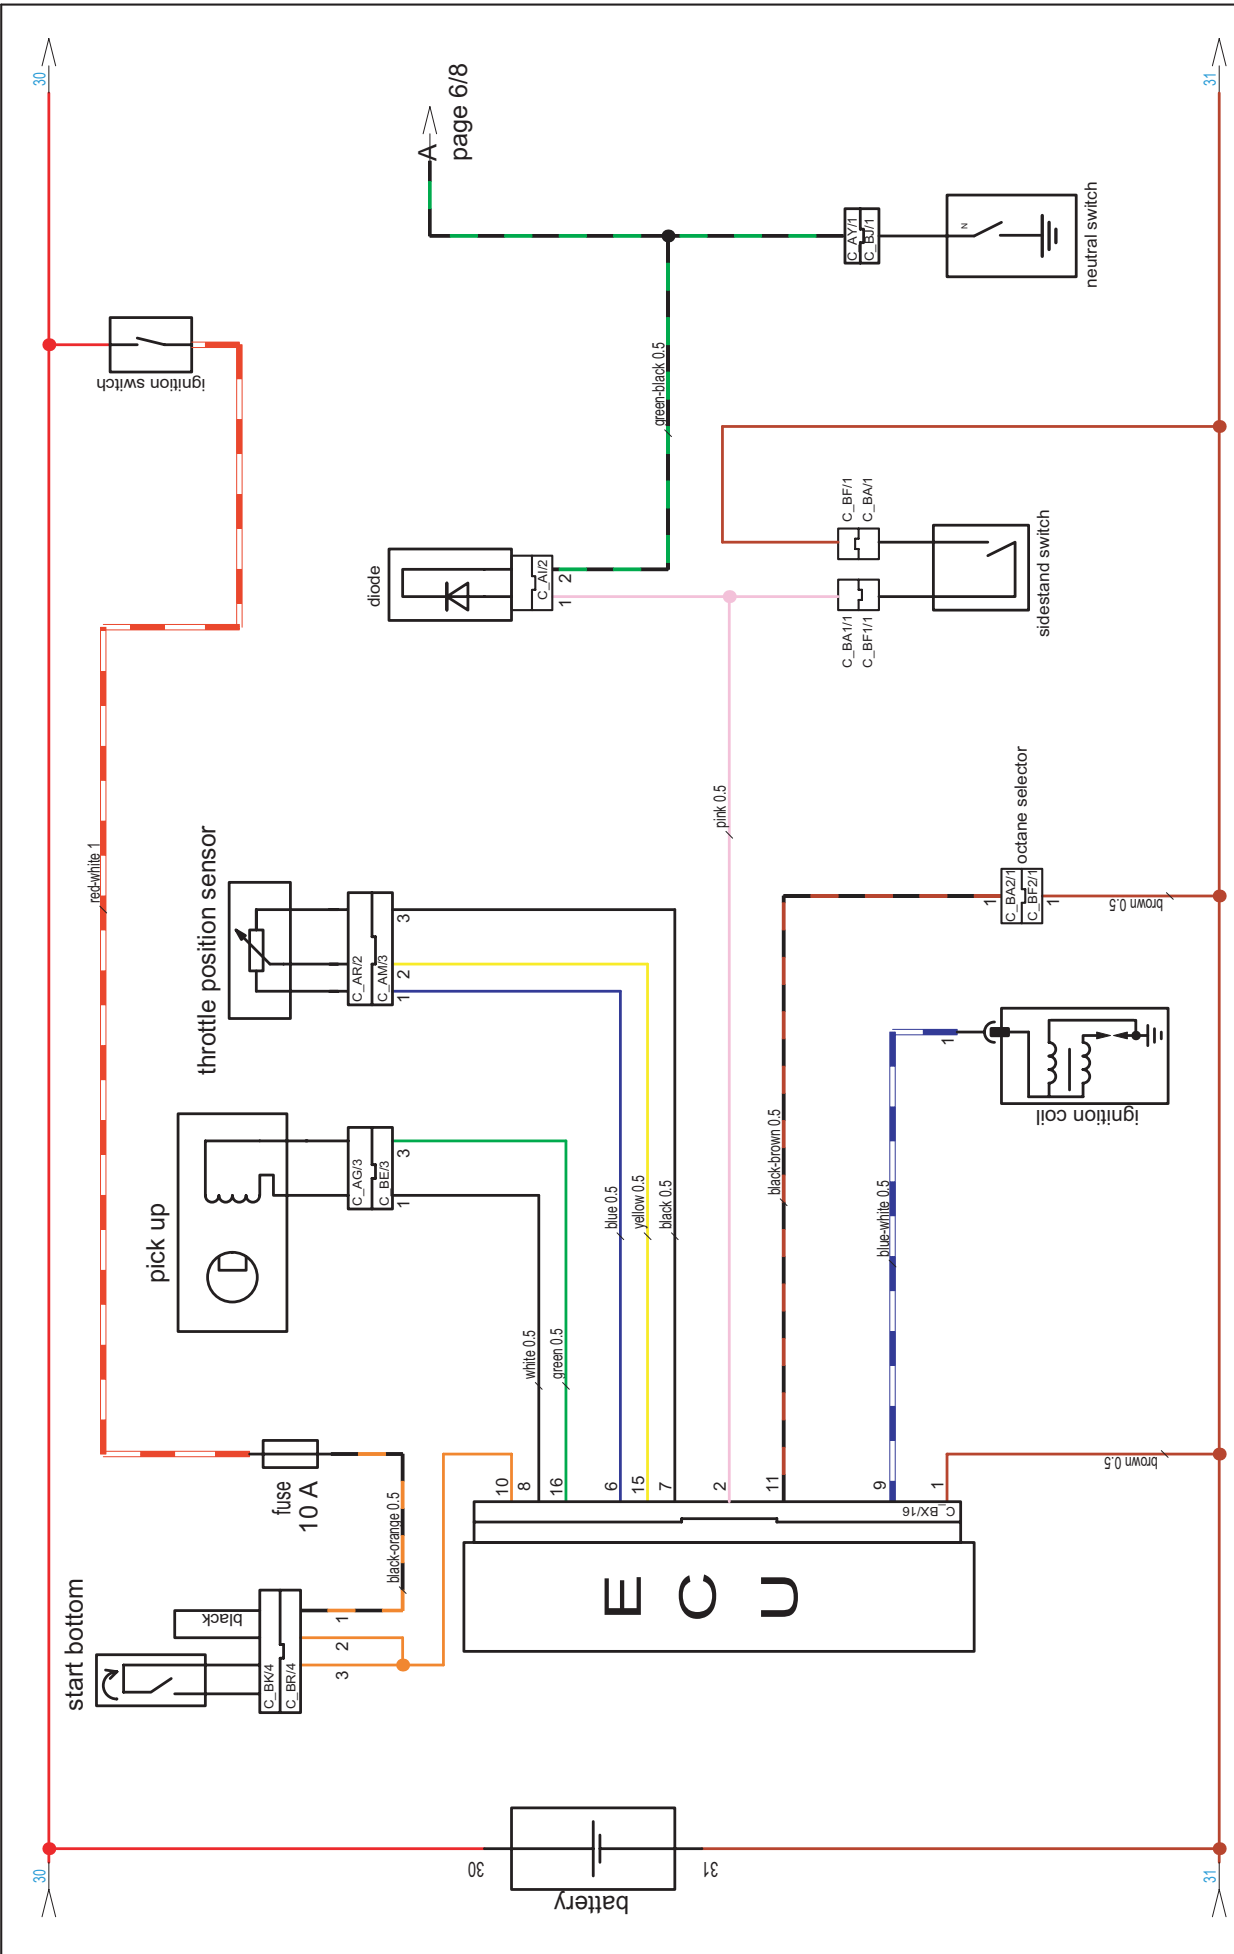 30
30
31
31
A
page 6/8
ignition switch
red-white 1
green-black 0.5
C_AY/1
C_BJ/1
N
neutral switch
diode
C_AI/2
1
2
C_BF/1
C_BA/1
C_BA1/1
C_BF1/1
sidestand switch
pink 0.5
throttle position sensor
C_AR/2
C_AM/3
1
2
3
pick up
C_AG/3
C_BE/3
1
3
white 0.5
green 0.5
blue 0.5
yellow 0.5
black 0.5
black-brown 0.5
blue-white 0.5
octane selector
C_BA2/1
C_BF2/1
1
1
brown 0.5
1
ignition coil
brown 0.5
fuse
10 A
black-orange 0.5
start bottom
black
C_BK/4
C_BR/4
3
2
1
10
8
16
6
15
7
2
11
9
1
C_BX/16
E
C
U
30
31
battery